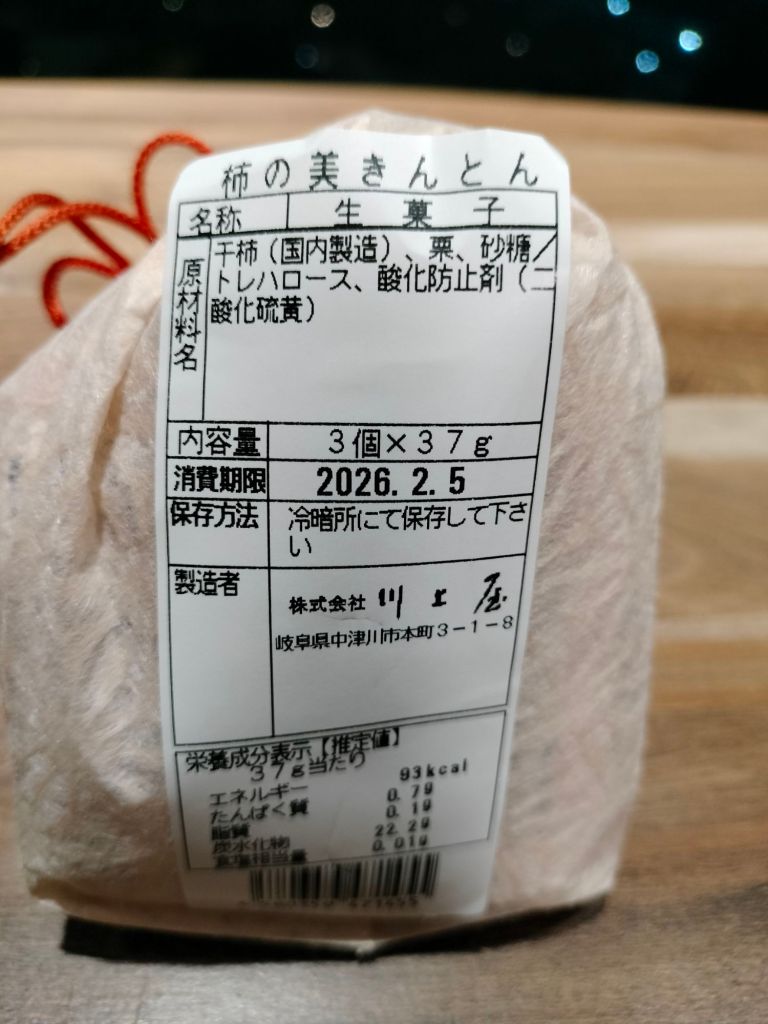 柿の美きんとん
名称 生菓子
原材料名 干柿（国内製造）、栗、砂糖／
トレハロース、酸化防止剤（二
酸化硫黄）
内容量 3個×37g
消費期限 2026.2.5
保存方法 冷暗所にて保存して下さ
い
製造者 株式会社 川上屋
岐阜県中津川市本町3-1-8
栄養成分表示【推定値】
37g当たり
エネルギー 93kcal
たんぱく質 0.7g
脂質 0.1g
炭水化物 22.2g
食塩相当量 0.01g